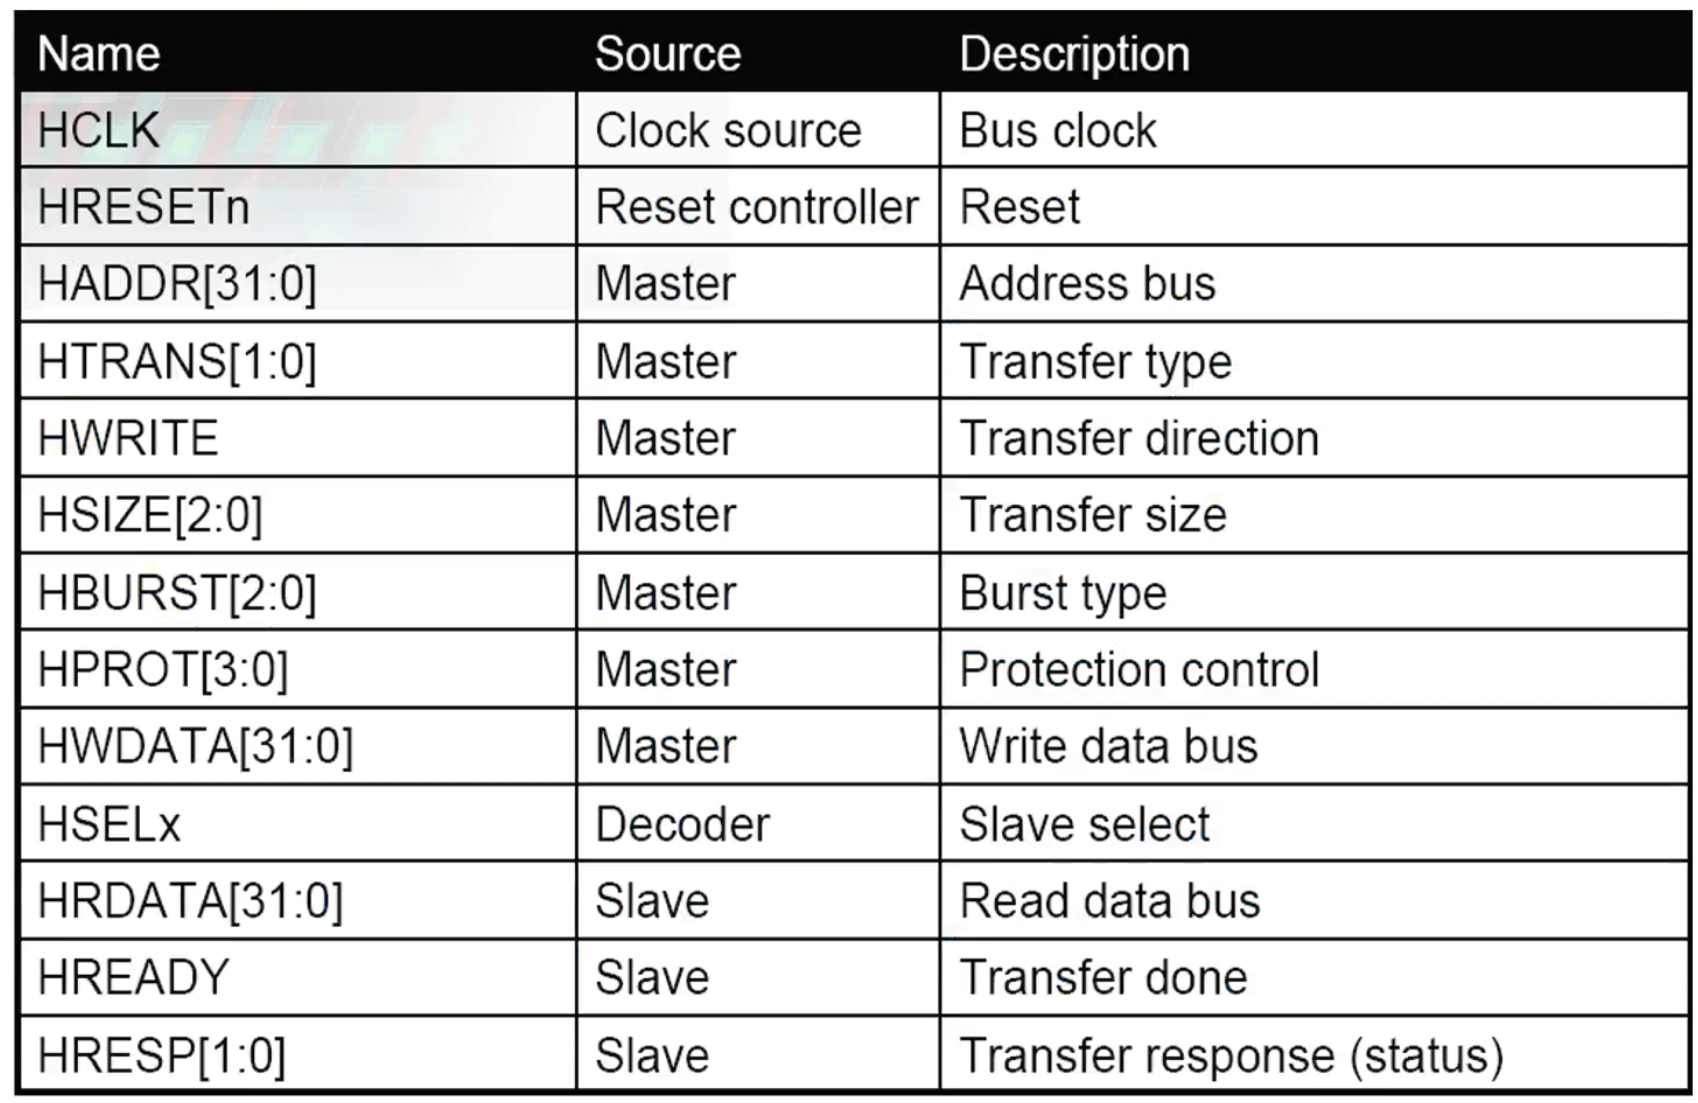 Name Source Description
HCLK Clock source Bus clock
HRESETn Reset controller Reset
HADDR[31:0] Master Address bus
HTRANS[1:0] Master Transfer type
HWRITE Master Transfer direction
HSIZE[2:0] Master Transfer size
HBURST[2:0] Master Burst type
HPROT[3:0] Master Protection control
HWDATA[31:0] Master Write data bus
HSELx Decoder Slave select
HRDATA[31:0] Slave Read data bus
HREADY Slave Transfer done
HRESP[1:0] Slave Transfer response (status)